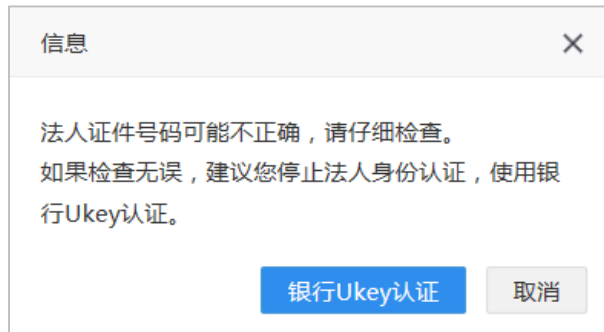 信息
法人证件号码可能不正确，请仔细检查。
如果检查无误，建议您停止法人身份认证，使用银
行Ukey认证。
银行Ukey认证 取消